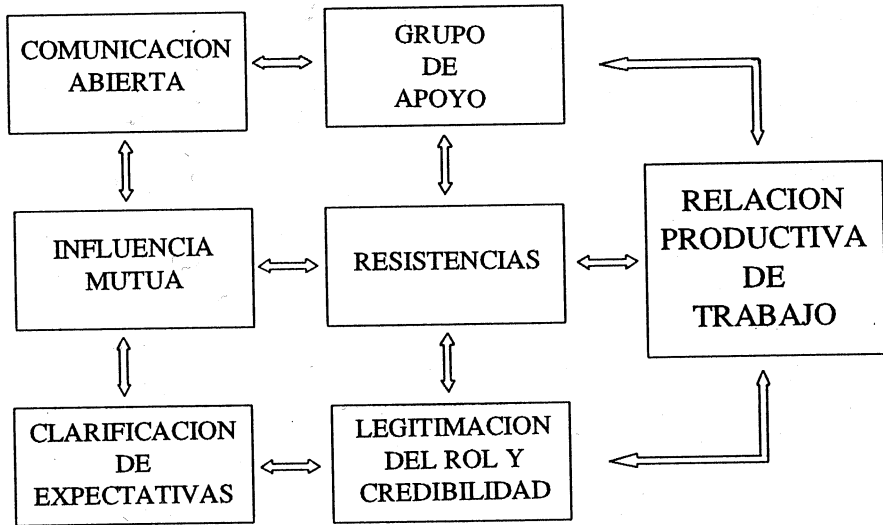 COMUNICACION
ABIERTA
GRUPO
DE
APOYO
INFLUENCIA
MUTUA
RESISTENCIAS
RELACION
PRODUCTIVA
DE
TRABAJO
CLARIFICACION
DE
EXPECTATIVAS
LEGITIMACION
DEL ROL Y
CREDIBILIDAD